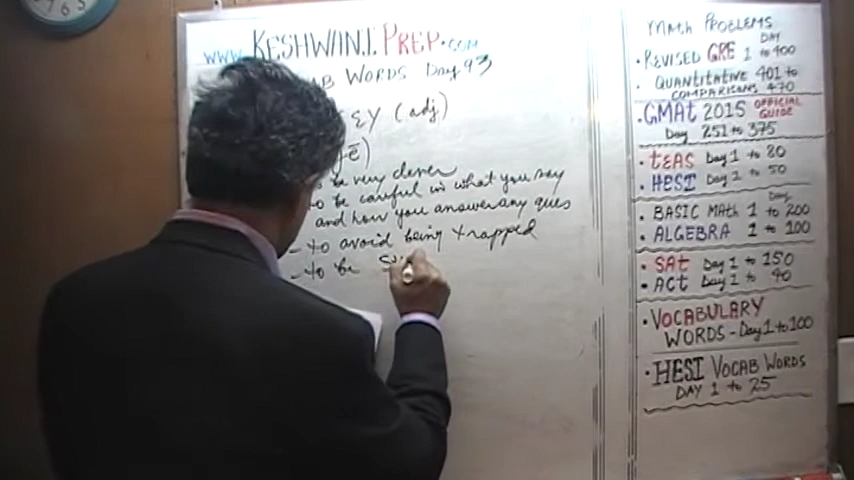 www. KESHWANI PREP.COM
VOCAB WORDS Day 93
EY (adj)
- to be very clever
to be careful in what you say
and how you answer any ques
- to avoid being trapped
- to be
MATH PROBLEMS
DAY
• REVISED GRE 1 to 400
• QUANTITATIVE 401 to
COMPARISONS 470
• GMAT 2015 OFFICIAL GUIDE
Day 251 to 375
• TEAS Day 1 to 80
• HESI Day 1 to 50
Day
• BASIC MATH 1 to 200
• ALGEBRA 1 to 100
• SAT Day 1 to 150
• ACT Day 1 to 40
• VOCABULARY
WORDS - Day 1 to 100
• HESI VOCAB WORDS
DAY 1 to 25